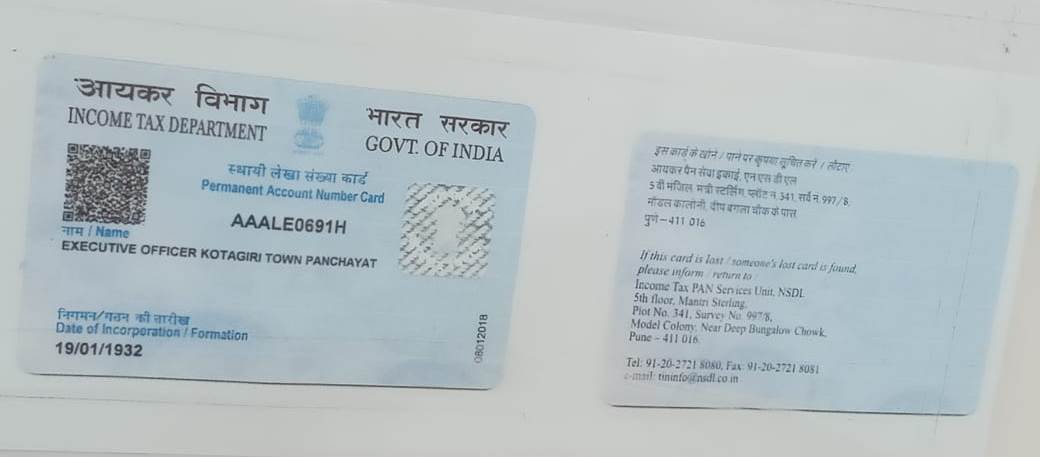 आयकर विभाग
INCOME TAX DEPARTMENT
भारत सरकार
GOVT. OF INDIA
स्थायी लेखा संख्या कार्ड
Permanent Account Number Card
AAALE0691H
नाम / Name
EXECUTIVE OFFICER KOTAGIRI TOWN PANCHAYAT
निगमन/गठन की तारीख
Date of Incorporation / Formation
19/01/1932
08012018
इस कार्ड के खोने / पाने पर कृपया सूचित करें / लौटाएं
आयकर पैन सेवा इकाई, एन एस डी एल
5 वीं मंजिल, मंत्री स्टर्लिंग, प्लॉट नं. 341, सर्वे नं. 997/8,
मॉडल कालोनी, दीप बंगला चौक के पास,
पुणे – 411 016.
If this card is lost / someone's lost card is found,
please inform / return to :
Income Tax PAN Services Unit, NSDL
5th floor, Mantri Sterling,
Plot No. 341, Survey No. 997/8,
Model Colony, Near Deep Bungalow Chowk,
Pune – 411 016.
Tel: 91-20-2721 8080, Fax: 91-20-2721 8081
e-mail: tininfo@nsdl.co.in